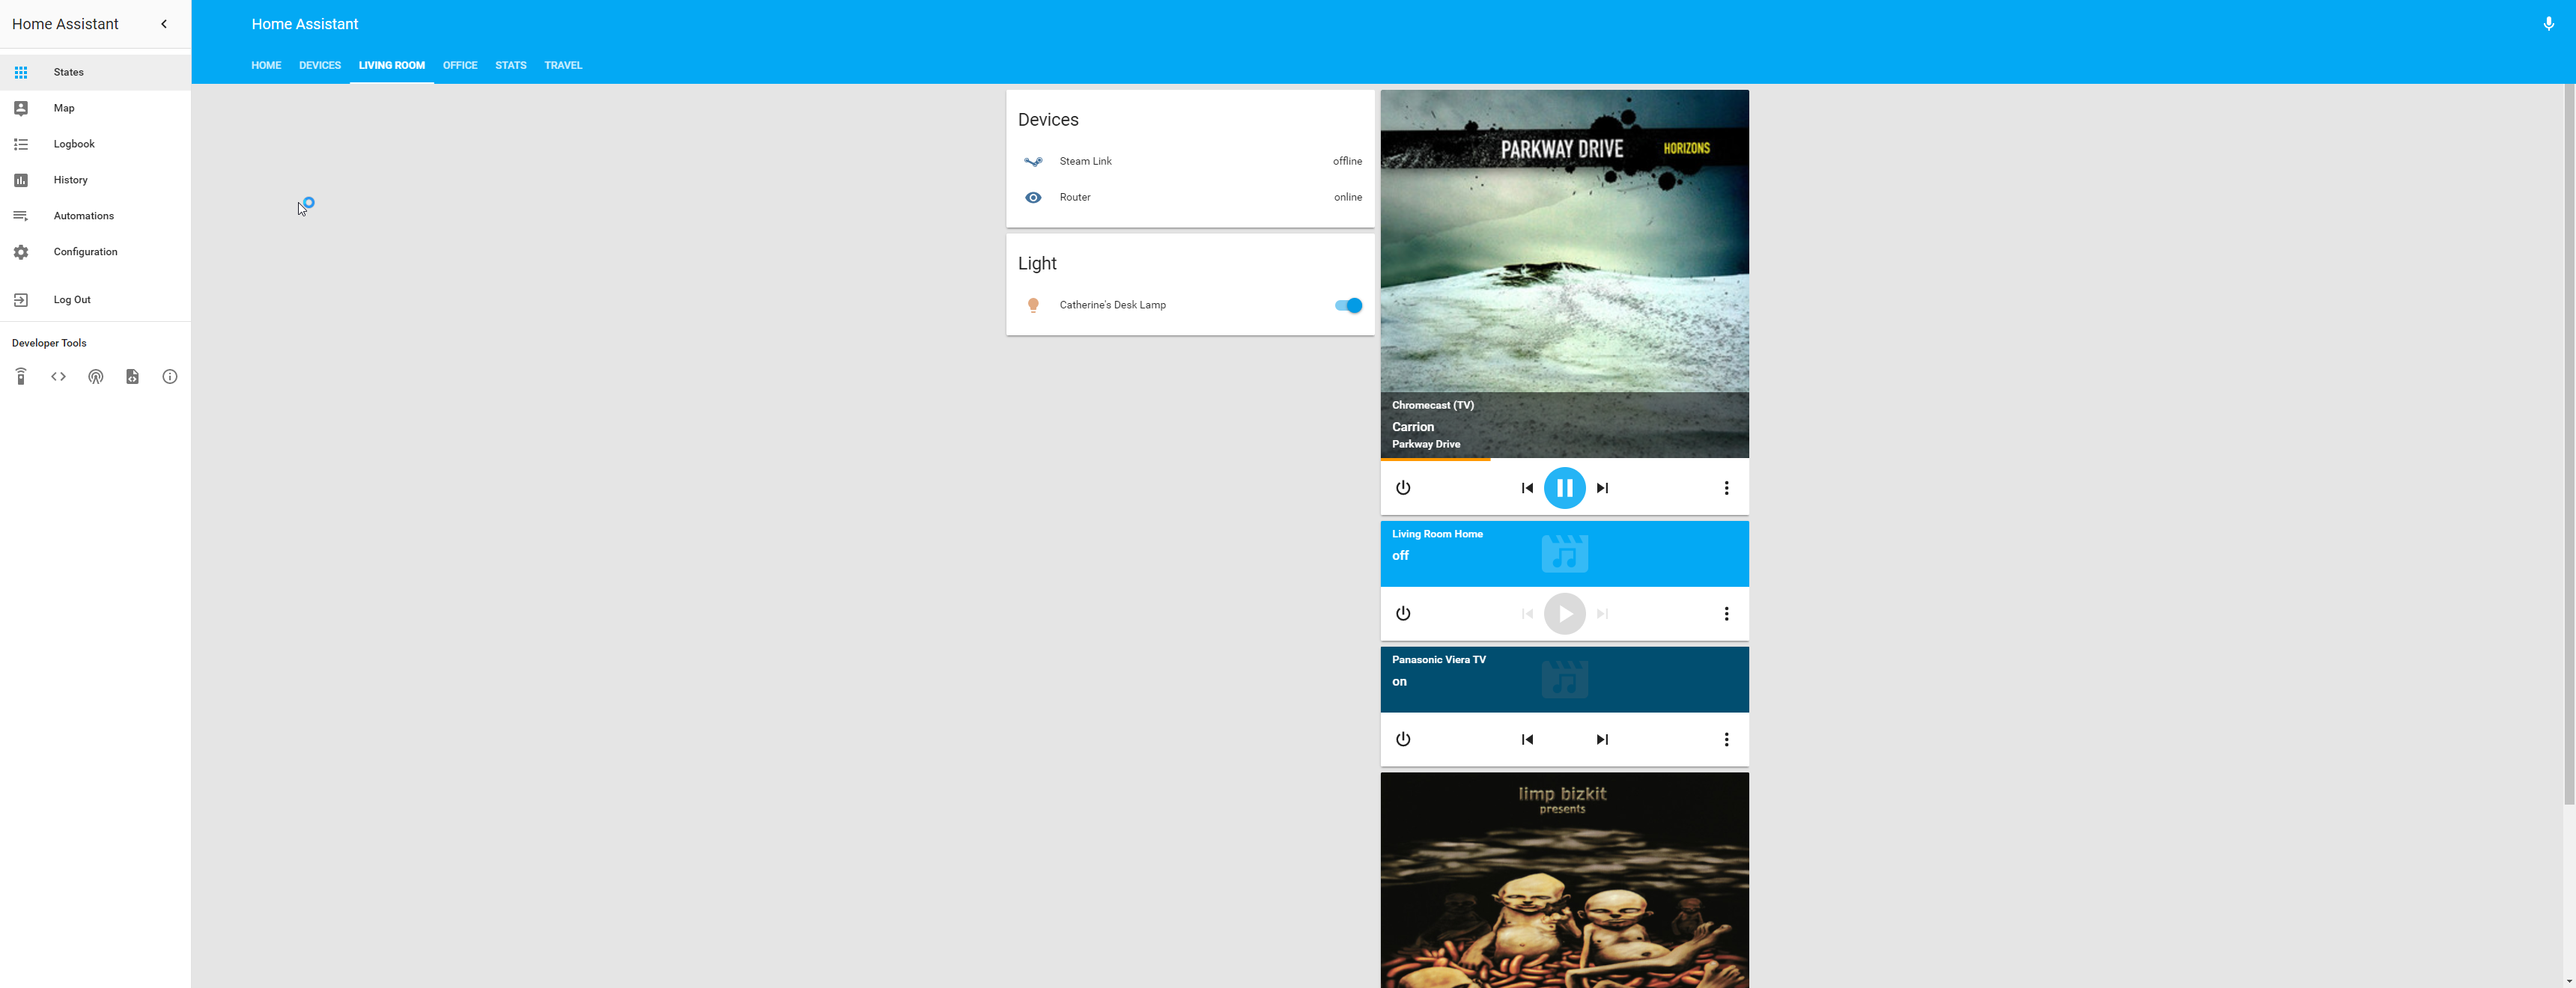 Home Assistant
States
Map
Logbook
History
Automations
Configuration
Log Out
Developer Tools
Home Assistant
HOME DEVICES LIVING ROOM OFFICE STATS TRAVEL
Devices
Steam Link offline
Router online
Light
Catherine's Desk Lamp
PARKWAY DRIVE HORIZONS
Chromecast (TV)
Carrion
Parkway Drive
Living Room Home
off
Panasonic Viera TV
on
limp bizkit
presents